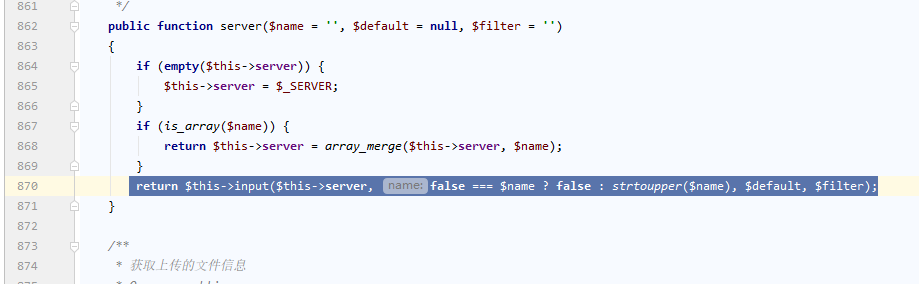 861 */
862 public function server($name = '', $default = null, $filter = '')
863 {
864 if (empty($this->server)) {
865 $this->server = $_SERVER;
866 }
867 if (is_array($name)) {
868 return $this->server = array_merge($this->server, $name);
869 }
870 return $this->input($this->server, name: false === $name ? false : strtoupper($name), $default, $filter);
871 }
872
873 /**
874 * 获取上传的文件信息